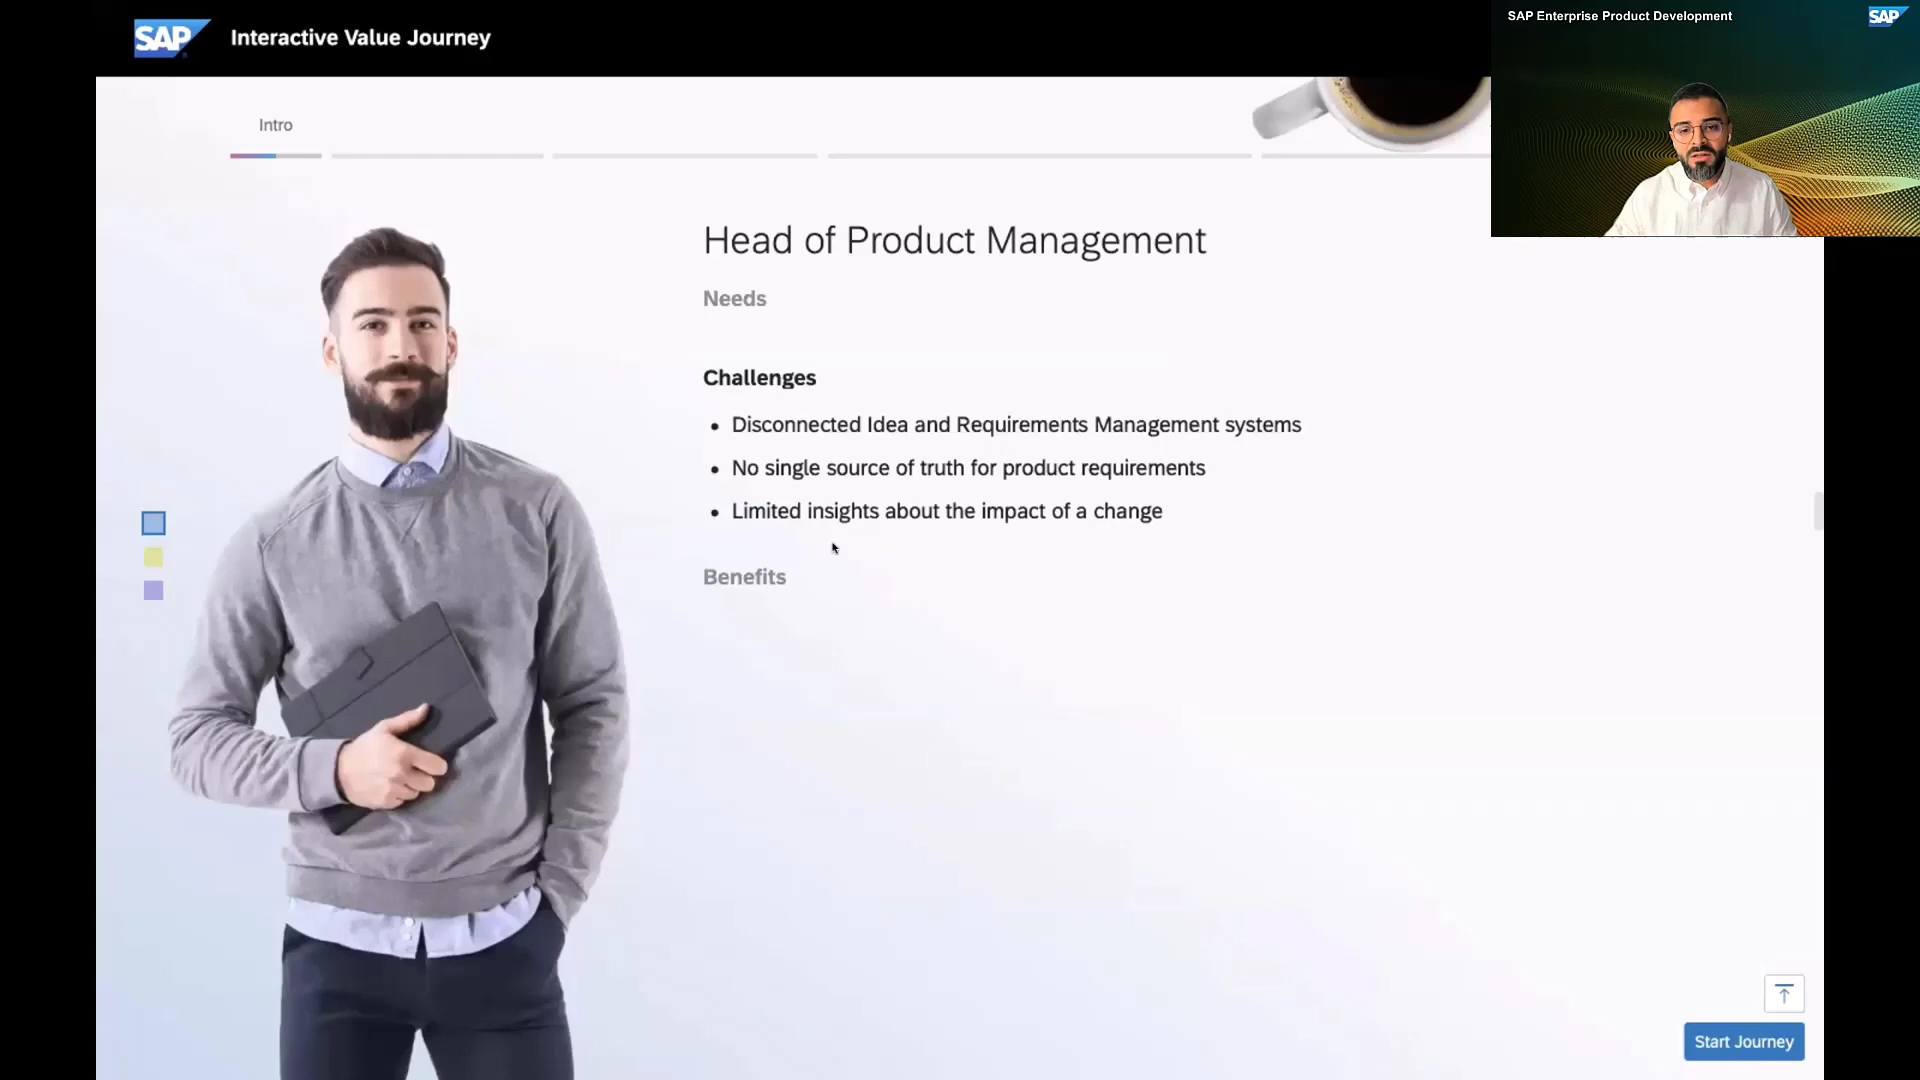 SAP
Interactive Value Journey
SAP Enterprise Product Development
SAP
Intro
Head of Product Management
Needs
Challenges
• Disconnected Idea and Requirements Management systems
• No single source of truth for product requirements
• Limited insights about the impact of a change
Benefits
Start Journey